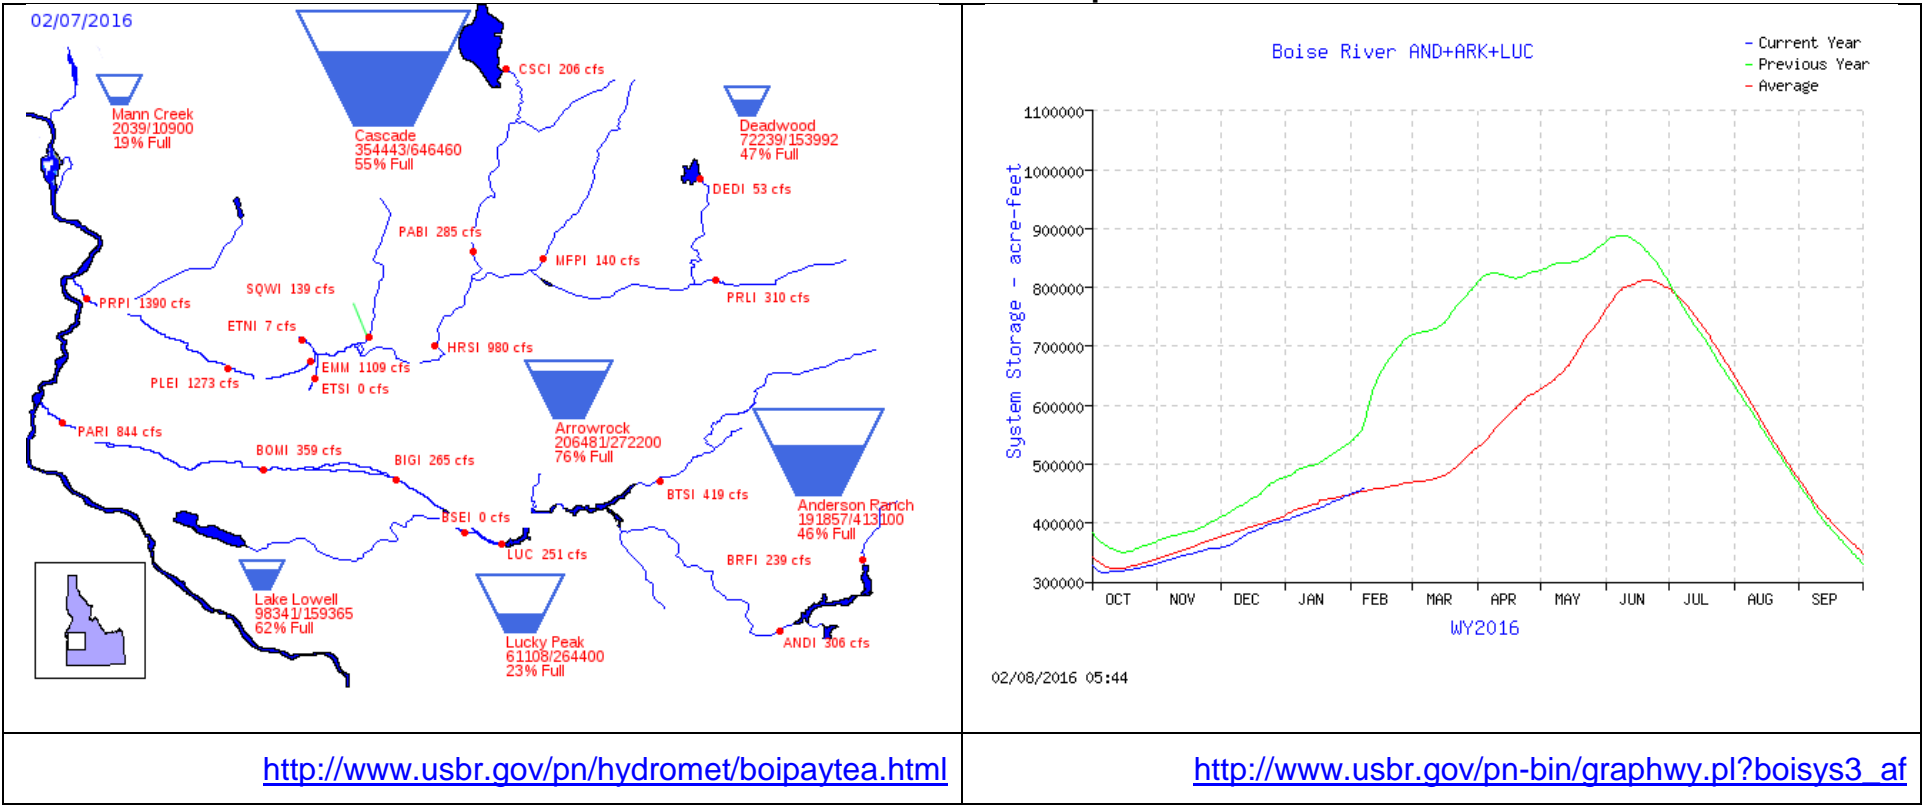 02/07/2016
Mann Creek
2039/10900
19% Full
Cascade
354443/646460
55% Full
CSCI 206 cfs
Deadwood
72239/153992
47% Full
DEDI 53 cfs
PABI 285 cfs
MFPI 140 cfs
PRLI 310 cfs
SQWI 139 cfs
PRPI 1390 cfs
ETNI 7 cfs
HRSI 980 cfs
EMM 1109 cfs
PLEI 1273 cfs
ETSI 0 cfs
Arrowrock
206481/272200
76% Full
PARI 844 cfs
BOMI 359 cfs
BIGI 265 cfs
BTSI 419 cfs
Anderson Ranch
191857/413100
46% Full
BSEI 0 cfs
LUC 251 cfs
BRFI 239 cfs
Lake Lowell
98341/159365
62% Full
Lucky Peak
61108/264400
23% Full
ANDI 306 cfs
http://www.usbr.gov/pn/hydromet/boipaytea.html
Boise River AND+ARK+LUC
Current Year
Previous Year
Average
System Storage - acre-feet
1100000
1000000
900000
800000
700000
600000
500000
400000
300000
OCT NOV DEC JAN FEB MAR APR MAY JUN JUL AUG SEP
WY2016
02/08/2016 05:44
http://www.usbr.gov/pn-bin/graphwy.pl?boisys3_af